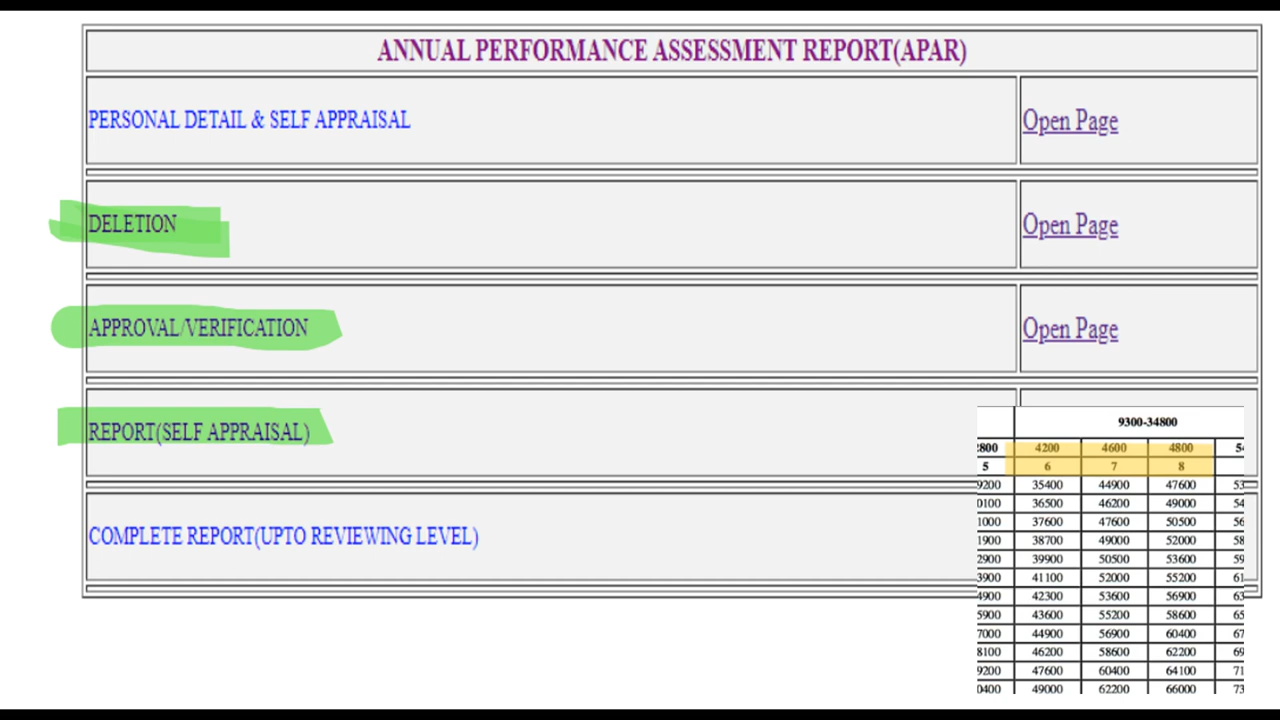 ANNUAL PERFORMANCE ASSESSMENT REPORT(APAR)
PERSONAL DETAIL & SELF APPRAISAL Open Page
DELETION Open Page
APPROVAL/VERIFICATION Open Page
REPORT(SELF APPRAISAL)
COMPLETE REPORT(UPTO REVIEWING LEVEL)
9300-34800
4200 4600 4800
5 6 7 8
35400 44900 47600
36500 46200 49000
37600 47600 50500
38700 49000 52000
39900 50500 53600
41100 52000 55200
42300 53600 56900
43600 55200 58600
44900 56900 60400
46200 58600 62200
47600 60400 64100
49000 62200 66000